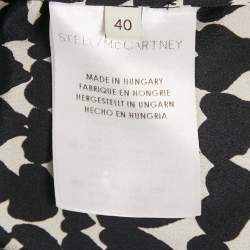 40
STELLA McCARTNEY
MADE IN HUNGARY
FABRIQUE EN HONGRIE
HERGESTELLT IN UNGARN
HECHO EN HUNGRIA